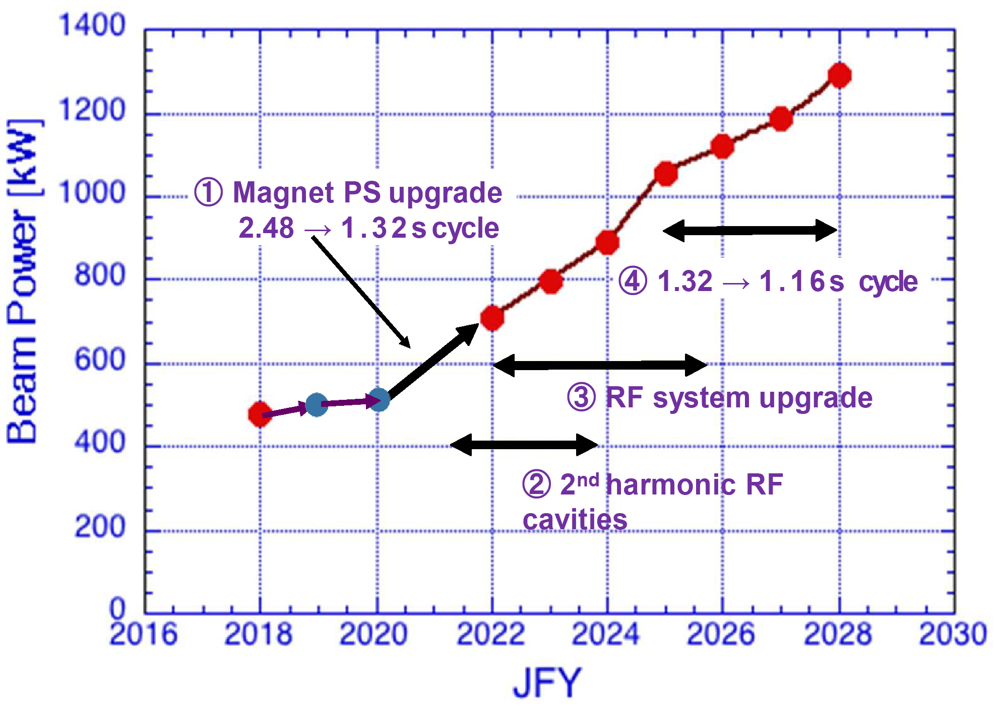 1400
1200
1000
800
600
400
200
0
Beam Power [kW]
① Magnet PS upgrade
2.48 → 1.32 s cycle
④ 1.32 → 1.16 s cycle
③ RF system upgrade
② 2nd harmonic RF
cavities
2016 2018 2020 2022 2024 2026 2028 2030
JFY